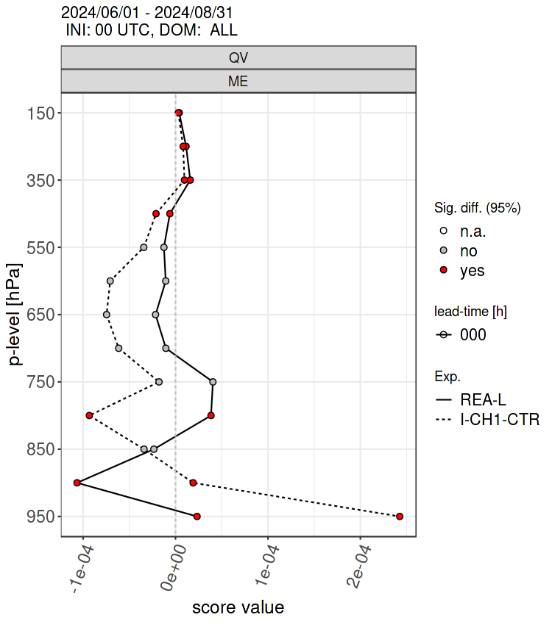 2024/06/01 - 2024/08/31
INI: 00 UTC, DOM:  ALL
QV
ME
150
350
550
650
750
850
950
p-level [hPa]
-1e-04
0e+00
1e-04
2e-04
score value
Sig. diff. (95%)
n.a.
no
yes
lead-time [h]
000
Exp.
REA-L
I-CH1-CTR